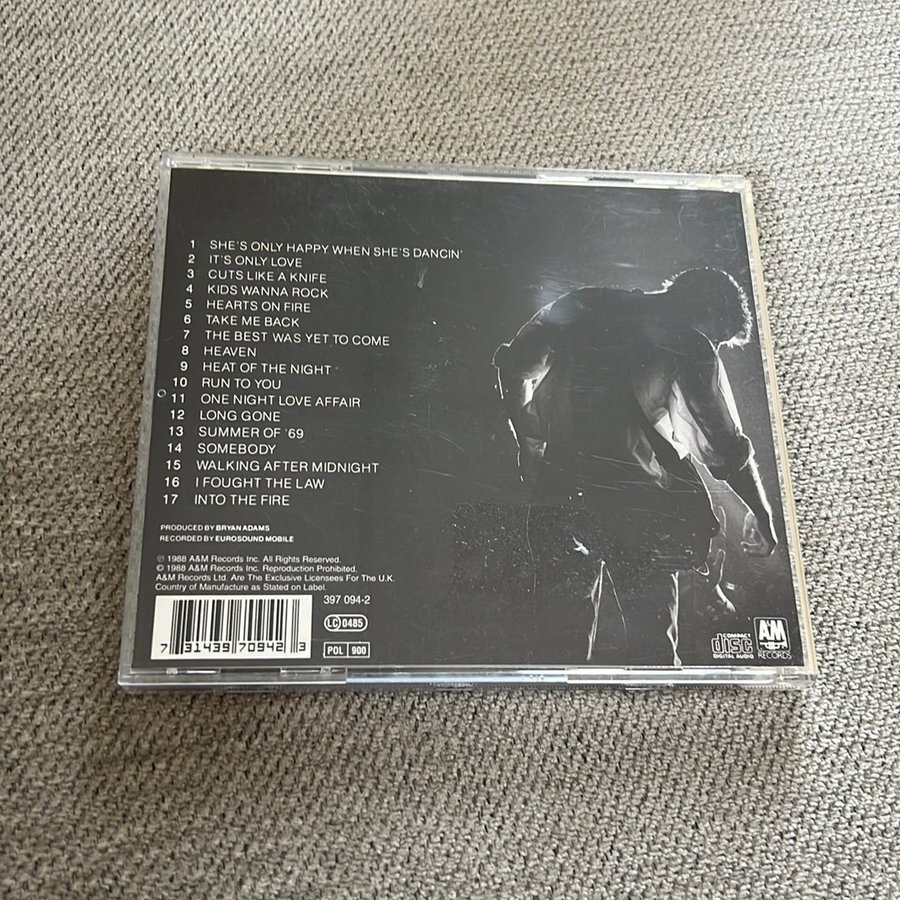 1 SHE'S ONLY HAPPY WHEN SHE'S DANCIN'
2 IT'S ONLY LOVE
3 CUTS LIKE A KNIFE
4 KIDS WANNA ROCK
5 HEARTS ON FIRE
6 TAKE ME BACK
7 THE BEST WAS YET TO COME
8 HEAVEN
9 HEAT OF THE NIGHT
10 RUN TO YOU
11 ONE NIGHT LOVE AFFAIR
12 LONG GONE
13 SUMMER OF '69
14 SOMEBODY
15 WALKING AFTER MIDNIGHT
16 I FOUGHT THE LAW
17 INTO THE FIRE
PRODUCED BY BRYAN ADAMS
RECORDED BY EUROSOUND MOBILE
℗ 1988 A&M Records Inc. All Rights Reserved.
© 1988 A&M Records Inc. Reproduction Prohibited.
A&M Records Ltd. Are The Exclusive Licensees For The U.K.
Country of Manufacture as Stated on Label.
397 094-2
LC 0485
POL 900
7 31439 70942 3
COMPACT
disc
DIGITAL AUDIO
A&M
RECORDS